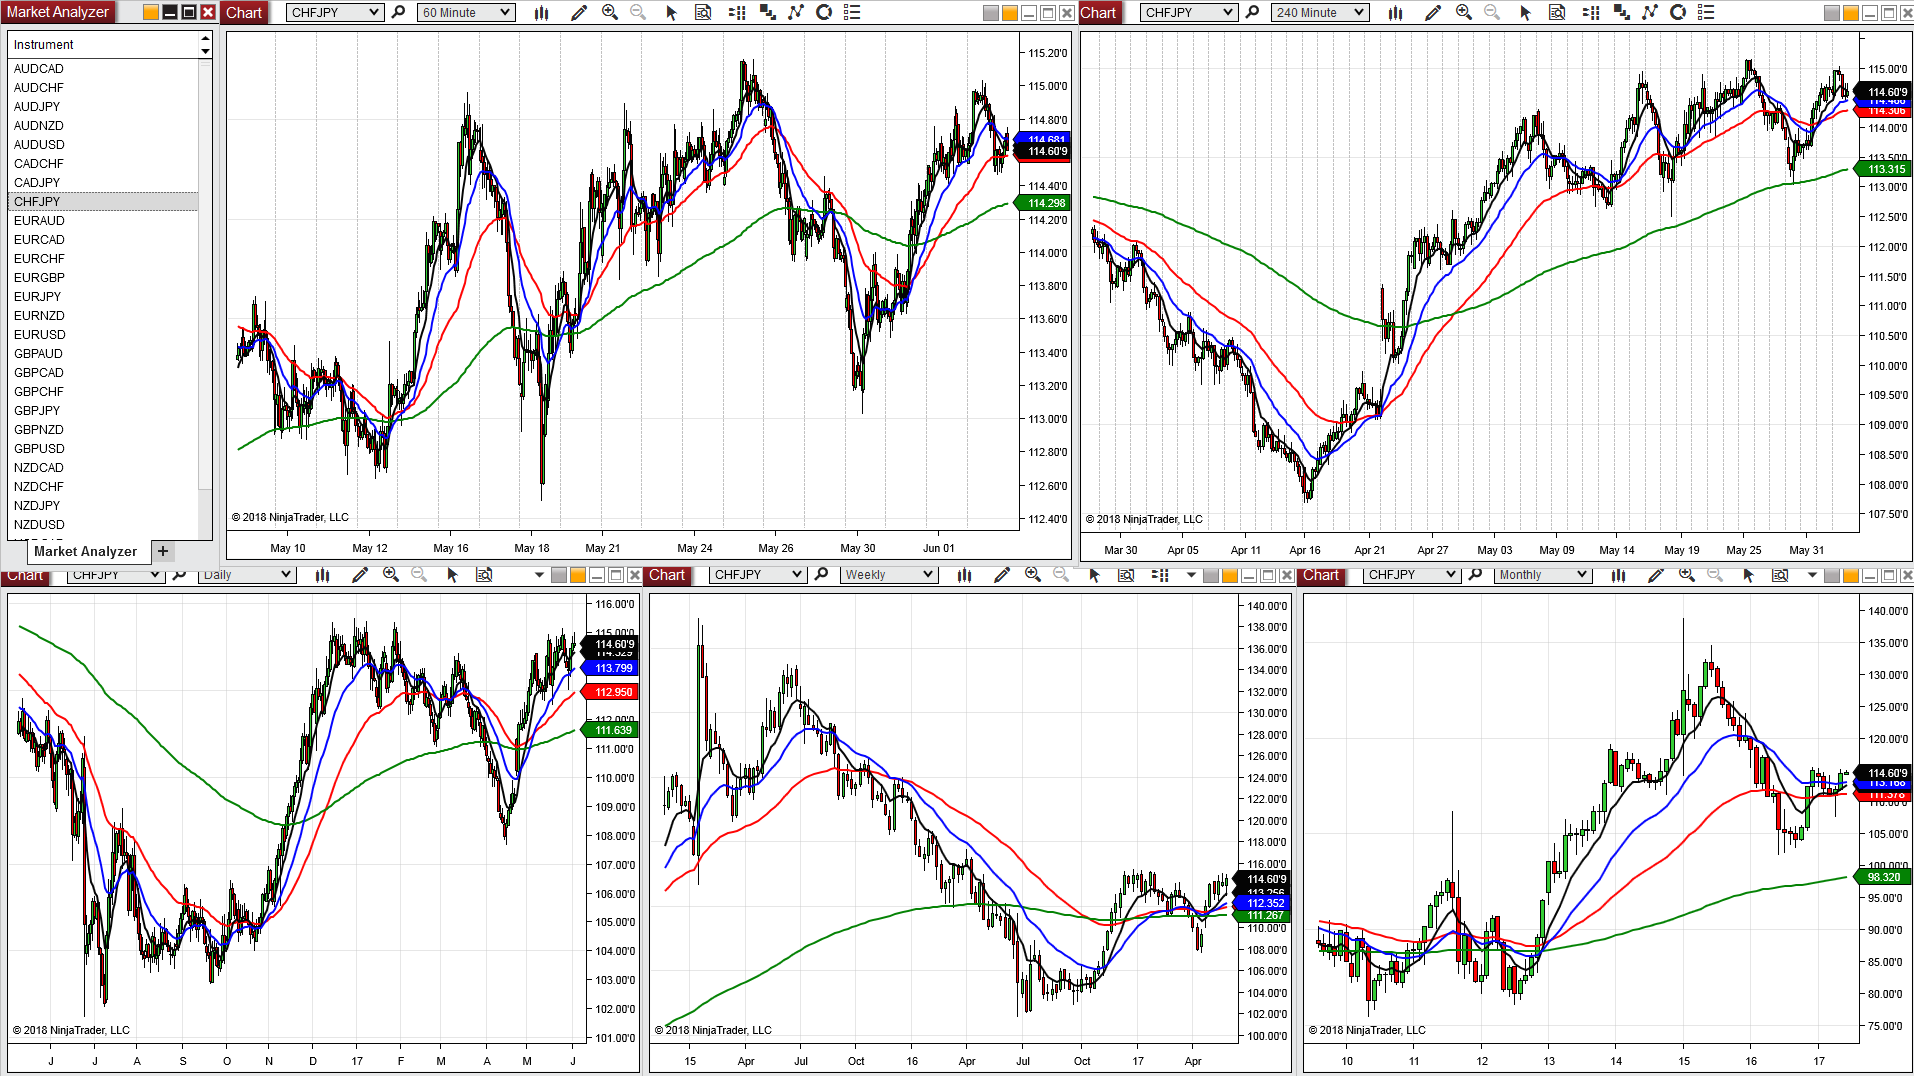 Market Analyzer
Instrument
AUDCAD
AUDCHF
AUDJPY
AUDNZD
AUDUSD
CADCHF
CADJPY
CHFJPY
EURAUD
EURCAD
EURCHF
EURGBP
EURJPY
EURNZD
EURUSD
GBPAUD
GBPCAD
GBPCHF
GBPJPY
GBPNZD
GBPUSD
NZDCAD
NZDCHF
NZDJPY
NZDUSD
Market Analyzer +
Chart CHFJPY 60 Minute
115.20'0
115.00'0
114.80'0
114.681
114.60'9
114.40'0
114.298
114.20'0
114.00'0
113.80'0
113.60'0
113.40'0
113.20'0
113.00'0
112.80'0
112.60'0
112.40'0
© 2018 NinjaTrader, LLC
May 10 May 12 May 16 May 18 May 21 May 24 May 26 May 30 Jun 01
Chart CHFJPY 240 Minute
115.00'0
114.60'9
114.00'0
113.50'0
113.315
113.00'0
112.50'0
112.00'0
111.50'0
111.00'0
110.50'0
110.00'0
109.50'0
109.00'0
108.50'0
108.00'0
107.50'0
© 2018 NinjaTrader, LLC
Mar 30 Apr 05 Apr 11 Apr 16 Apr 21 Apr 27 May 03 May 09 May 14 May 19 May 25 May 31
Chart CHFJPY Daily
116.00'0
115.00'0
114.60'9
113.799
112.950
112.00'0
111.639
111.00'0
110.00'0
109.00'0
108.00'0
107.00'0
106.00'0
105.00'0
104.00'0
103.00'0
102.00'0
101.00'0
© 2018 NinjaTrader, LLC
J J A S O N D 17 F M A M J
Chart CHFJPY Weekly
140.00'0
138.00'0
136.00'0
134.00'0
132.00'0
130.00'0
128.00'0
126.00'0
124.00'0
122.00'0
120.00'0
118.00'0
116.00'0
114.60'9
113.256
112.352
111.267
110.00'0
108.00'0
106.00'0
104.00'0
102.00'0
100.00'0
© 2018 NinjaTrader, LLC
15 Apr Jul Oct 16 Apr Jul Oct 17 Apr
Chart CHFJPY Monthly
140.00'0
135.00'0
130.00'0
125.00'0
120.00'0
114.60'9
110.00'0
105.00'0
100.00'0
98.320
90.00'0
85.00'0
80.00'0
75.00'0
© 2018 NinjaTrader, LLC
10 11 12 13 14 15 16 17